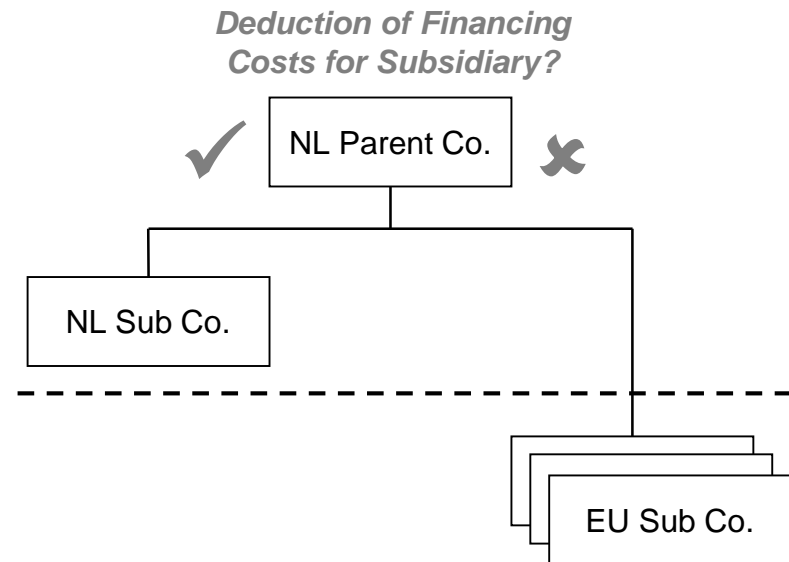 Deduction of Financing
Costs for Subsidiary?
NL Parent Co.
NL Sub Co.
EU Sub Co.